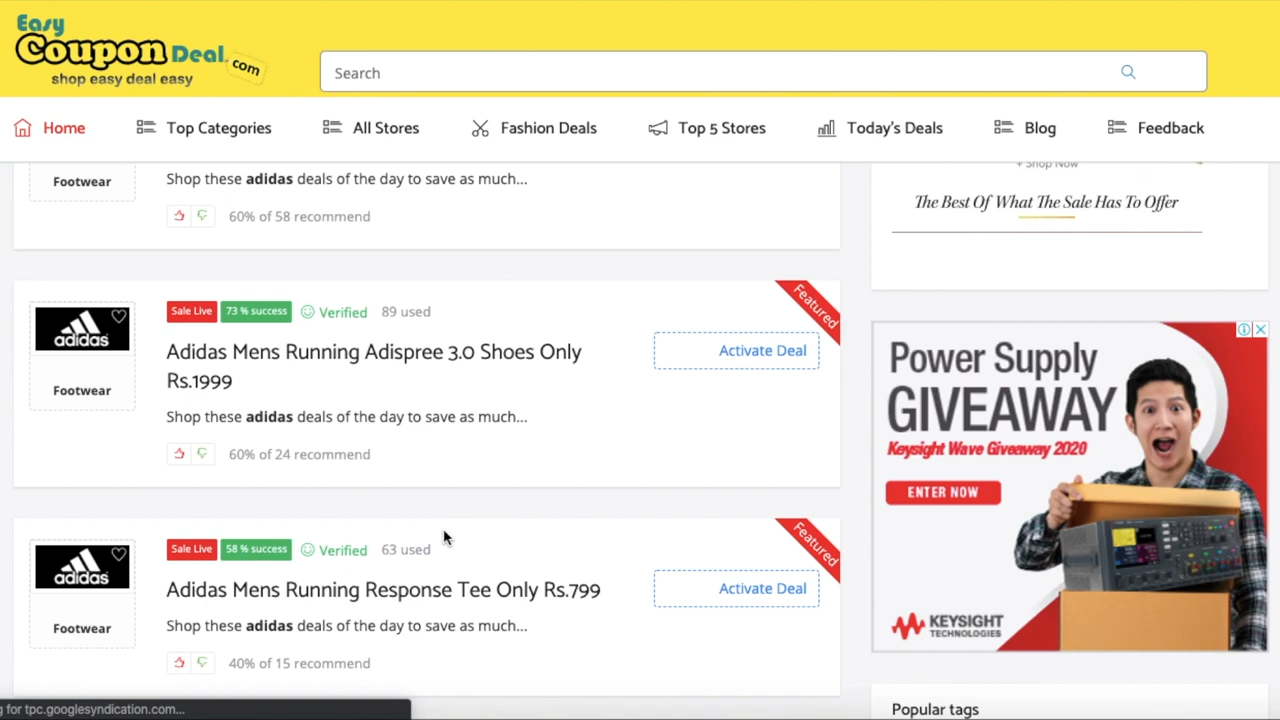 Easy
Coupon Deal.com
shop easy deal easy
Search
Home
Top Categories
All Stores
Fashion Deals
Top 5 Stores
Today's Deals
Blog
Feedback
Footwear
Shop these adidas deals of the day to save as much...
60% of 58 recommend
+ Shop Now
The Best Of What The Sale Has To Offer
adidas
Footwear
Sale Live
73 % success
Verified
89 used
Featured
Adidas Mens Running Adispree 3.0 Shoes Only
Rs.1999
Activate Deal
Shop these adidas deals of the day to save as much...
60% of 24 recommend
adidas
Footwear
Sale Live
58 % success
Verified
63 used
Featured
Adidas Mens Running Response Tee Only Rs.799
Activate Deal
Shop these adidas deals of the day to save as much...
40% of 15 recommend
Power Supply
GIVEAWAY
Keysight Wave Giveaway 2020
ENTER NOW
KEYSIGHT
TECHNOLOGIES
Popular tags
g for tpc.googlesyndication.com...